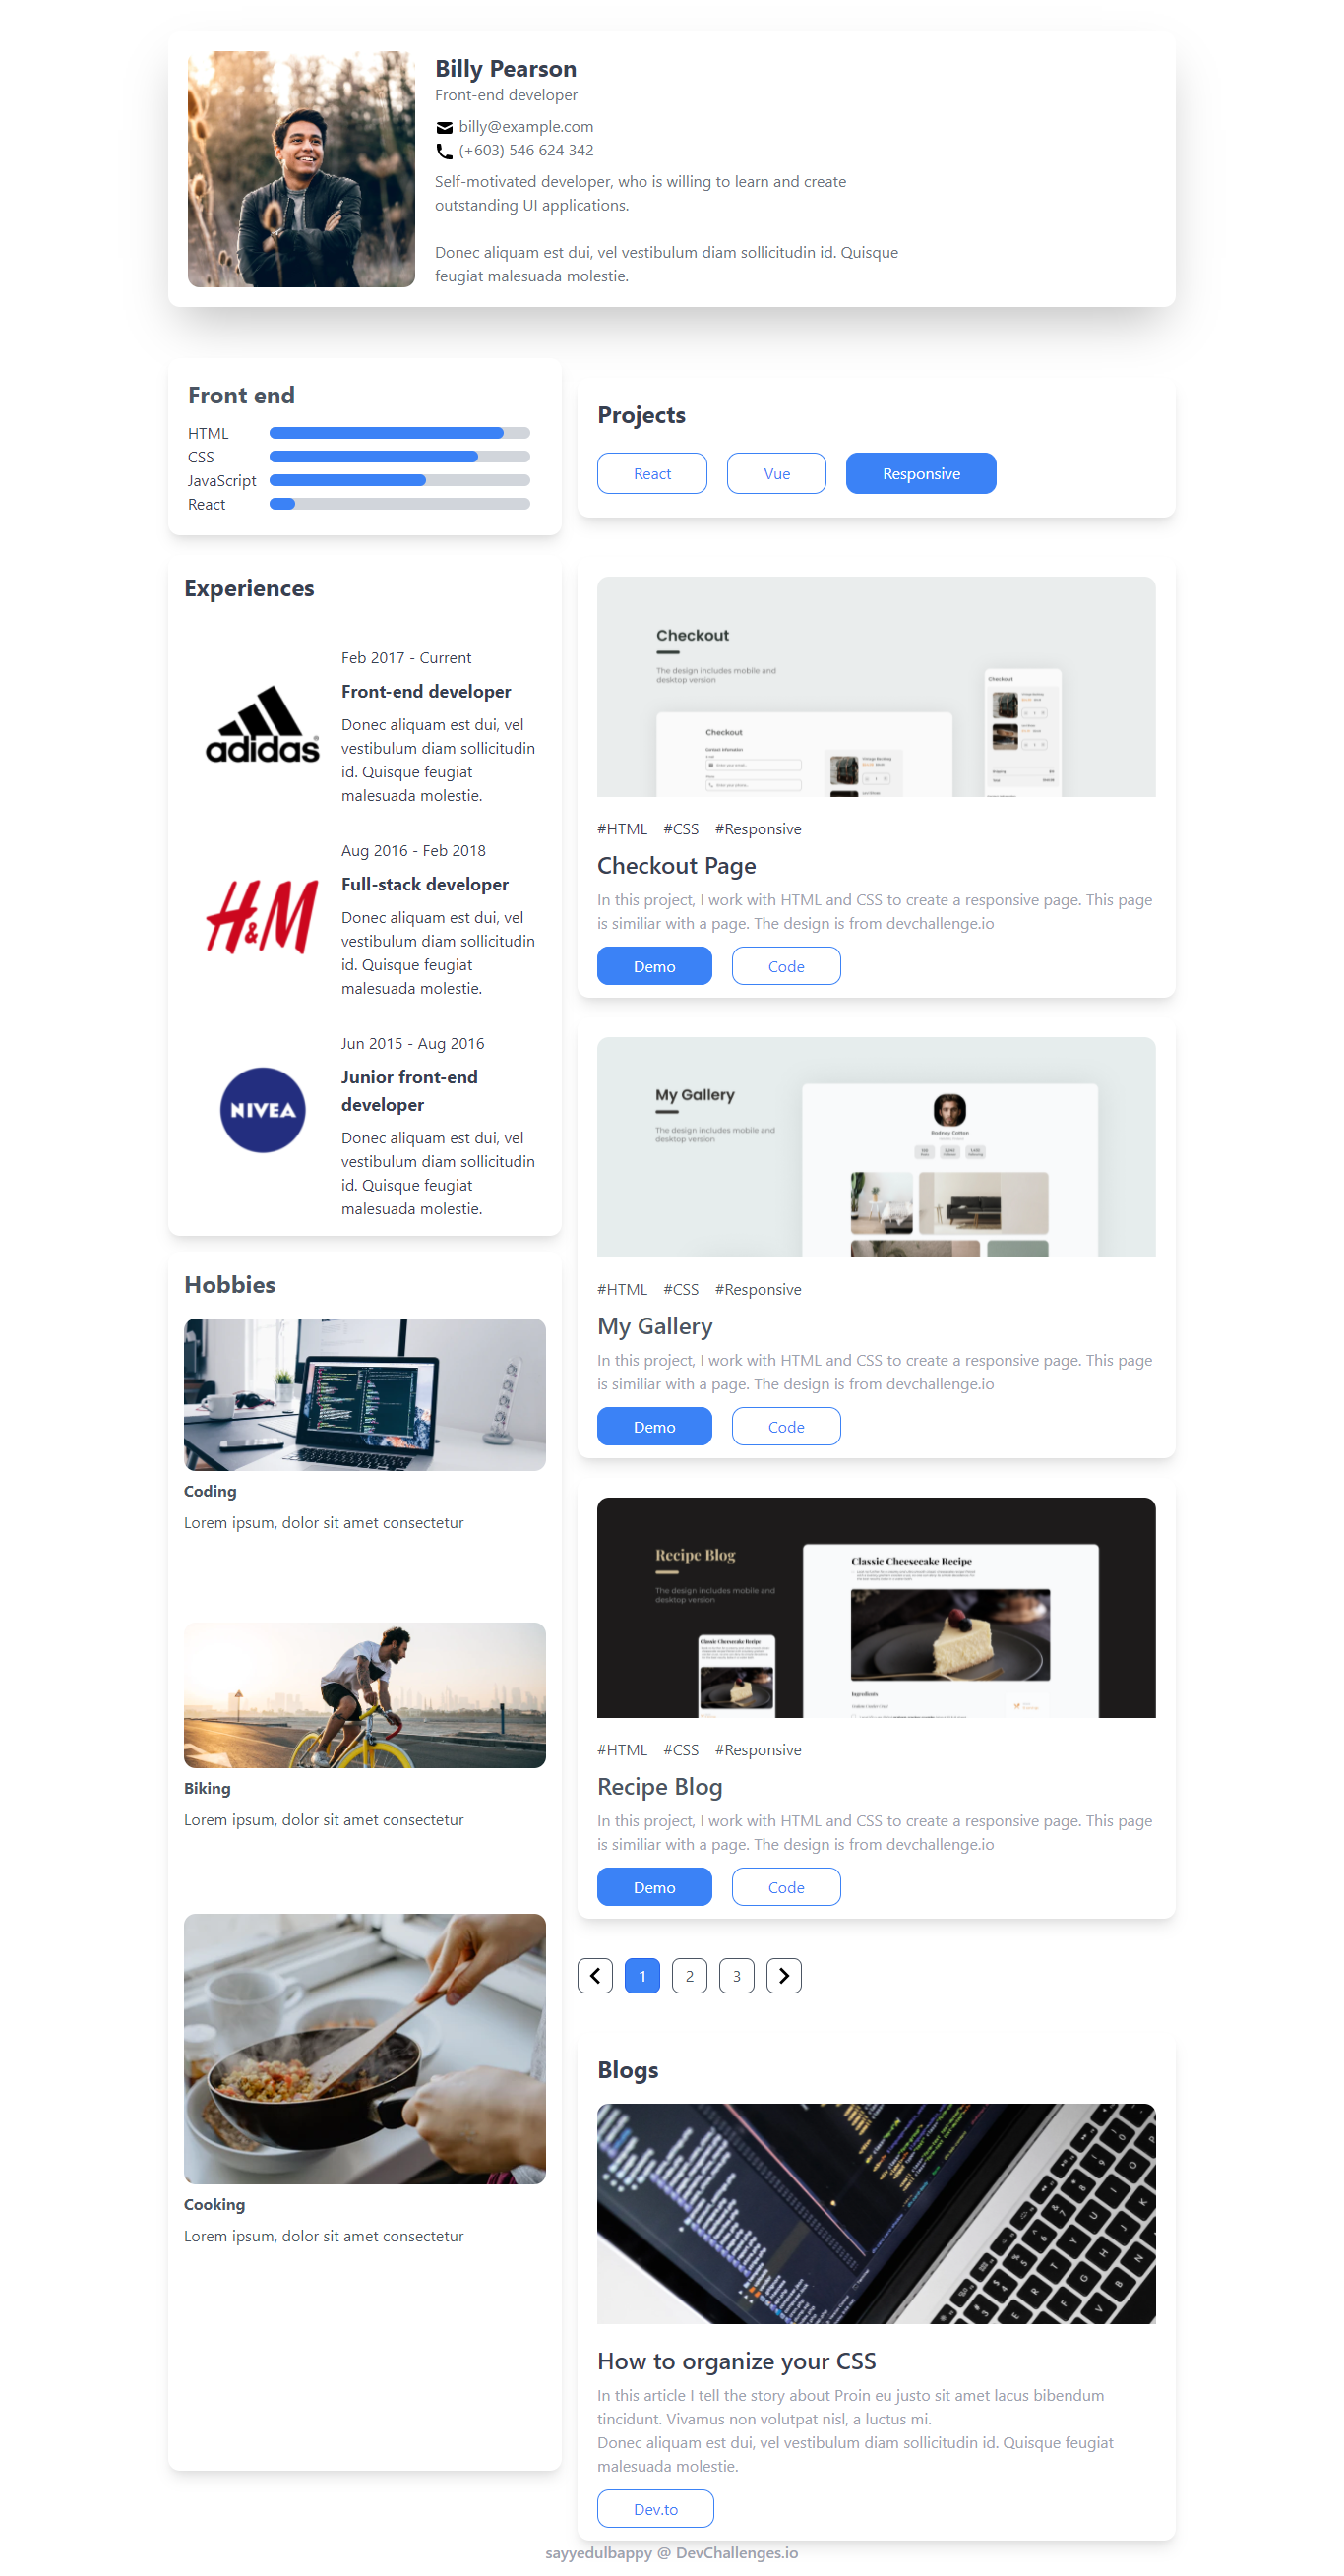 Billy Pearson
Front-end developer
billy@example.com
(+603) 546 624 342
Self-motivated developer, who is willing to learn and create
outstanding UI applications.
Donec aliquam est dui, vel vestibulum diam sollicitudin id. Quisque
feugiat malesuada molestie.
Front end
HTML
CSS
JavaScript
React
Experiences
adidas
Feb 2017 - Current
Front-end developer
Donec aliquam est dui, vel
vestibulum diam sollicitudin
id. Quisque feugiat
malesuada molestie.
H&M
Aug 2016 - Feb 2018
Full-stack developer
Donec aliquam est dui, vel
vestibulum diam sollicitudin
id. Quisque feugiat
malesuada molestie.
NIVEA
Jun 2015 - Aug 2016
Junior front-end
developer
Donec aliquam est dui, vel
vestibulum diam sollicitudin
id. Quisque feugiat
malesuada molestie.
Hobbies
Coding
Lorem ipsum, dolor sit amet consectetur
Biking
Lorem ipsum, dolor sit amet consectetur
Cooking
Lorem ipsum, dolor sit amet consectetur
Projects
React Vue Responsive
Checkout
The design includes mobile and
desktop version
Checkout
Checkout
Contact information
#HTML #CSS #Responsive
Checkout Page
In this project, I work with HTML and CSS to create a responsive page. This page
is similiar with a page. The design is from devchallenge.io
Demo Code
My Gallery
The design includes mobile and
desktop version
Rodney Cotton
#HTML #CSS #Responsive
My Gallery
In this project, I work with HTML and CSS to create a responsive page. This page
is similiar with a page. The design is from devchallenge.io
Demo Code
Recipe Blog
The design includes mobile and
desktop version
Classic Cheesecake Recipe
Classic Cheesecake Recipe
Ingredients
#HTML #CSS #Responsive
Recipe Blog
In this project, I work with HTML and CSS to create a responsive page. This page
is similiar with a page. The design is from devchallenge.io
Demo Code
1 2 3
Blogs
How to organize your CSS
In this article I tell the story about Proin eu justo sit amet lacus bibendum
tincidunt. Vivamus non volutpat nisl, a luctus mi.
Donec aliquam est dui, vel vestibulum diam sollicitudin id. Quisque feugiat
malesuada molestie.
Dev.to
sayyedulbappy @ DevChallenges.io